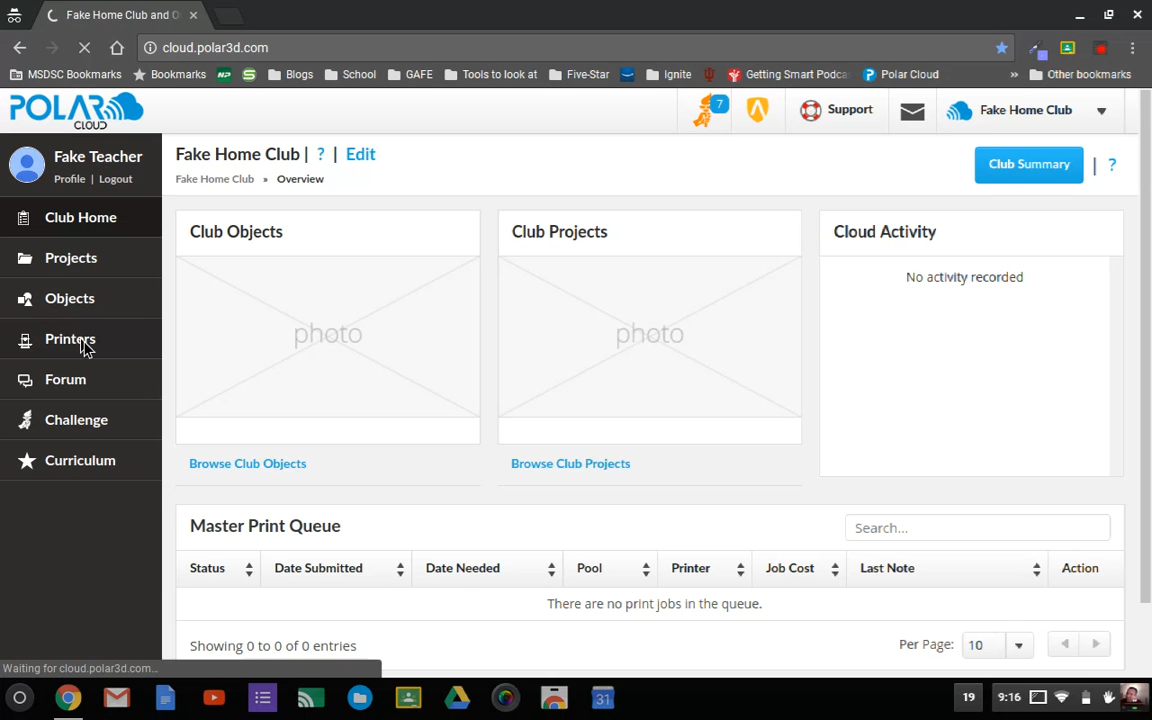 Fake Home Club and O
cloud.polar3d.com
MSDSC Bookmarks Bookmarks NP S Blogs School GAFE Tools to look at Five-Star Ignite Getting Smart Podca Polar Cloud » Other bookmarks
POLAR CLOUD
7 Support Fake Home Club
Fake Teacher
Profile | Logout
Club Home
Projects
Objects
Printers
Forum
Challenge
Curriculum
Fake Home Club | ? | Edit
Fake Home Club » Overview
Club Summary | ?
Club Objects
photo
Browse Club Objects
Club Projects
photo
Browse Club Projects
Cloud Activity
No activity recorded
Master Print Queue
Search...
Status Date Submitted Date Needed Pool Printer Job Cost Last Note Action
There are no print jobs in the queue.
Showing 0 to 0 of 0 entries
Per Page: 10
Waiting for cloud.polar3d.com...
31
19 9:16